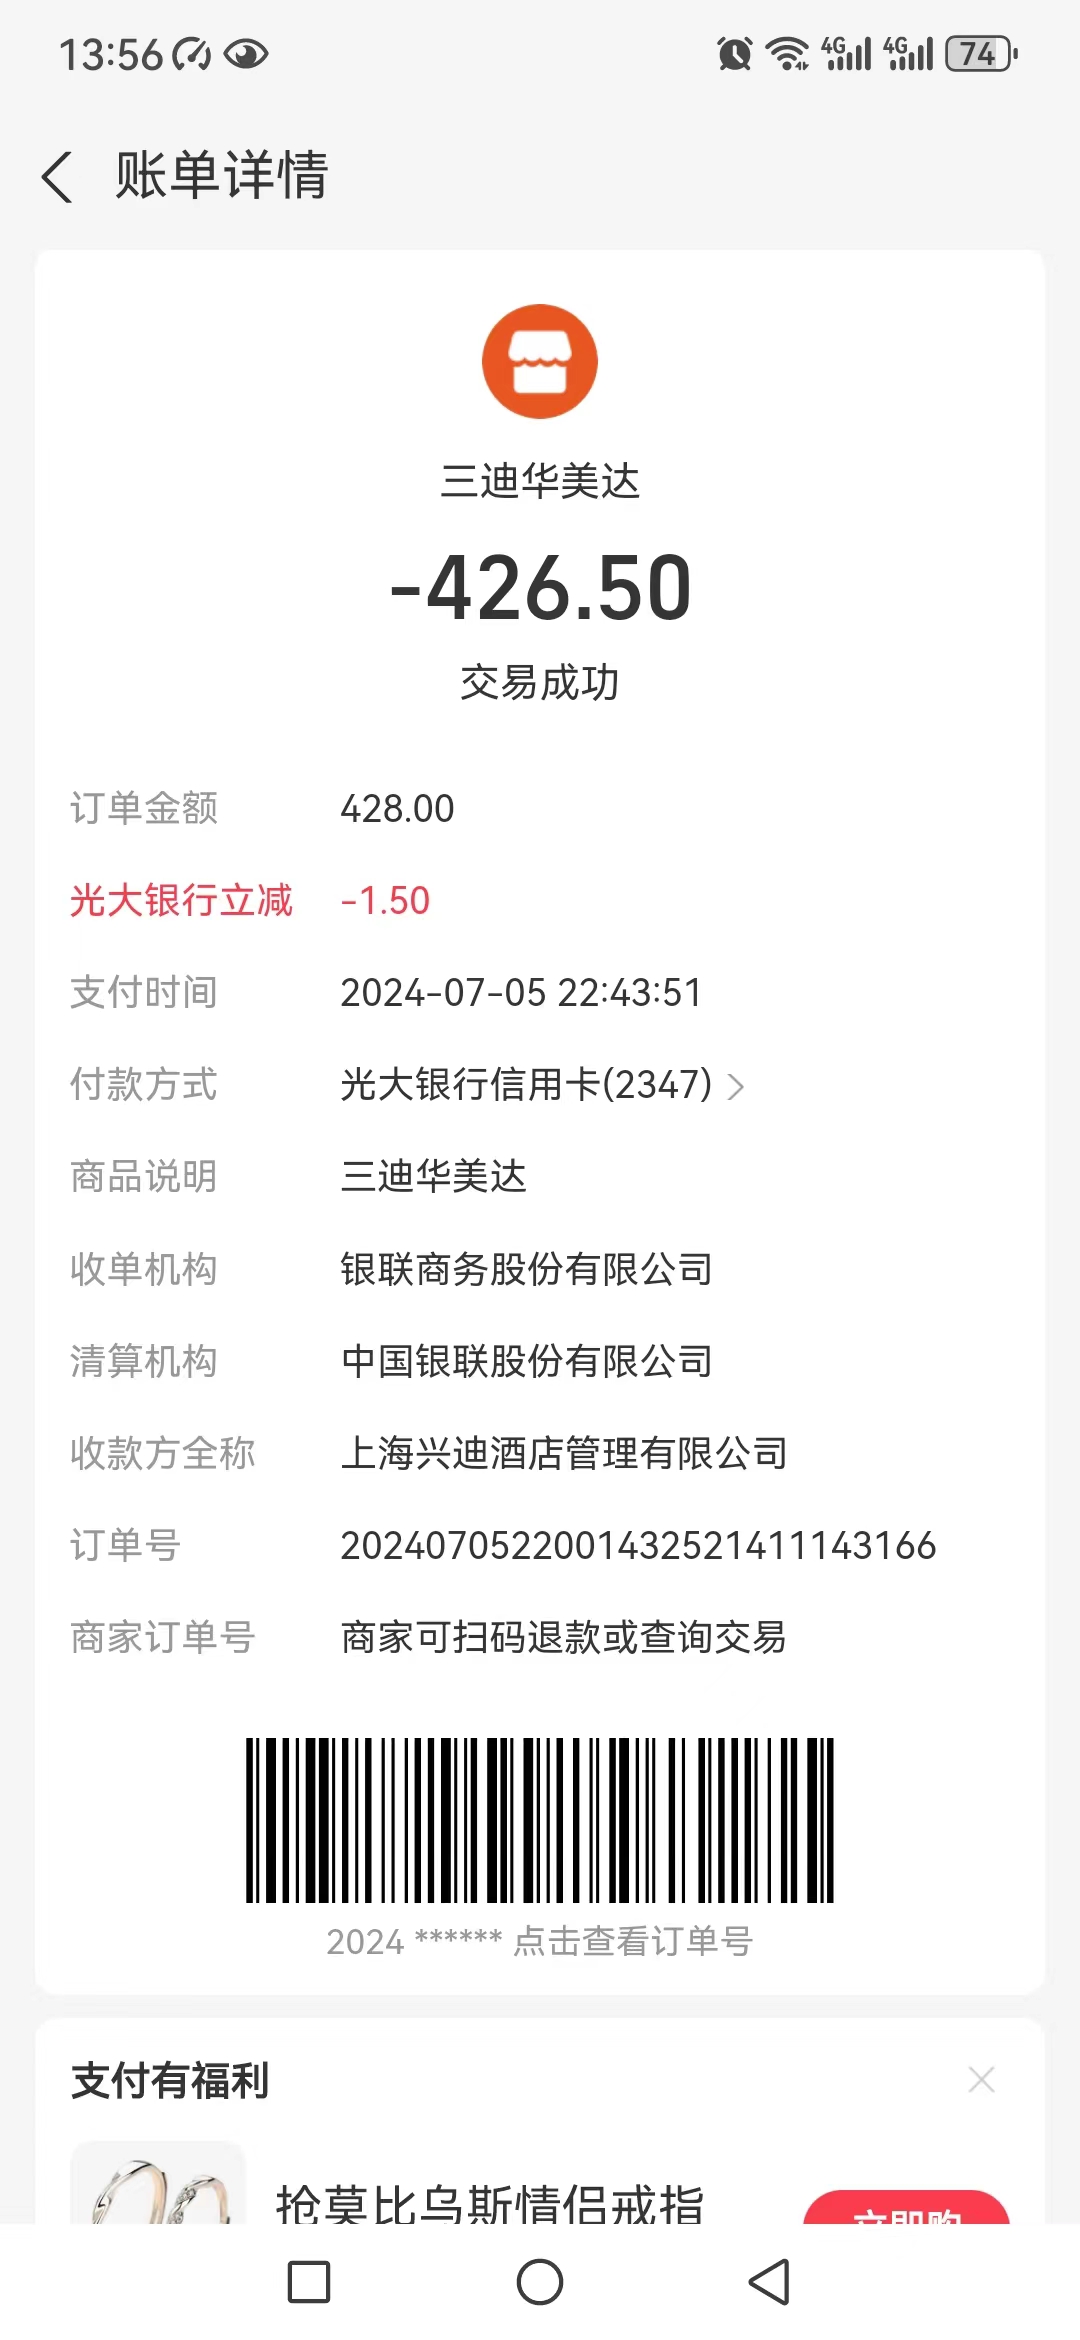 13:56
4G 4G 74
账单详情
三迪华美达
-426.50
交易成功
订单金额 428.00
光大银行立减 -1.50
支付时间 2024-07-05 22:43:51
付款方式 光大银行信用卡(2347)
商品说明 三迪华美达
收单机构 银联商务股份有限公司
清算机构 中国银联股份有限公司
收款方全称 上海兴迪酒店管理有限公司
订单号 2024070522001432521411143166
商家订单号 商家可扫码退款或查询交易
2024 ****** 点击查看订单号
支付有福利
抢莫比乌斯情侣戒指
立即购